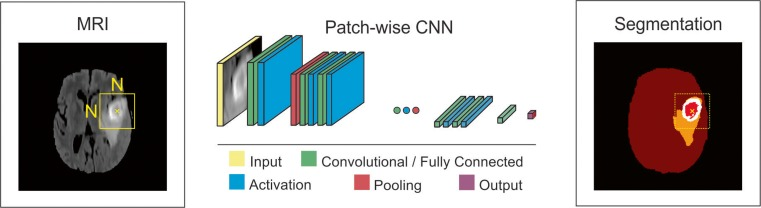 MRI
N
N
Patch-wise CNN
Input
Convolutional / Fully Connected
Activation
Pooling
Output
Segmentation